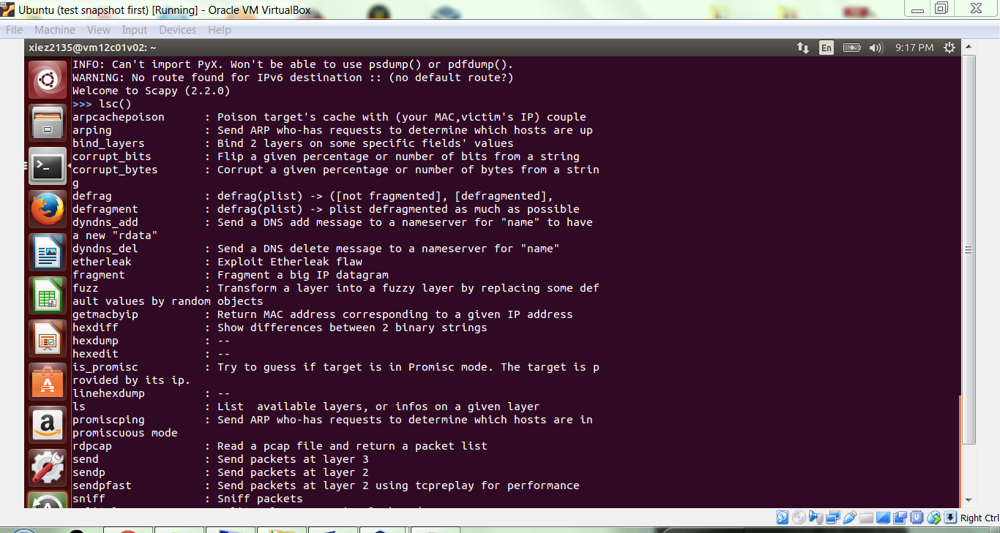 Ubuntu (test snapshot first) [Running] - Oracle VM VirtualBox
File Machine View Input Devices Help
xiez2135@vm12c01v02: ~ En 9:17 PM
INFO: Can't import PyX. Won't be able to use psdump() or pdfdump().
WARNING: No route found for IPv6 destination :: (no default route?)
Welcome to Scapy (2.2.0)
>>> lsc()
arpcachepoison : Poison target's cache with (your MAC,victim's IP) couple
arping : Send ARP who-has requests to determine which hosts are up
bind_layers : Bind 2 layers on some specific fields' values
corrupt_bits : Flip a given percentage or number of bits from a string
corrupt_bytes : Corrupt a given percentage or number of bytes from a strin
g
defrag : defrag(plist) -> ([not fragmented], [defragmented],
defragment : defrag(plist) -> plist defragmented as much as possible
dyndns_add : Send a DNS add message to a nameserver for "name" to have
a new "rdata"
dyndns_del : Send a DNS delete message to a nameserver for "name"
etherleak : Exploit Etherleak flaw
fragment : Fragment a big IP datagram
fuzz : Transform a layer into a fuzzy layer by replacing some def
ault values by random objects
getmacbyip : Return MAC address corresponding to a given IP address
hexdiff : Show differences between 2 binary strings
hexdump : --
hexedit : --
is_promisc : Try to guess if target is in Promisc mode. The target is p
rovided by its ip.
linehexdump : --
ls : List  available layers, or infos on a given layer
promiscping : Send ARP who-has requests to determine which hosts are in
promiscuous mode
rdpcap : Read a pcap file and return a packet list
send : Send packets at layer 3
sendp : Send packets at layer 2
sendpfast : Send packets at layer 2 using tcpreplay for performance
sniff : Sniff packets
Right Ctrl